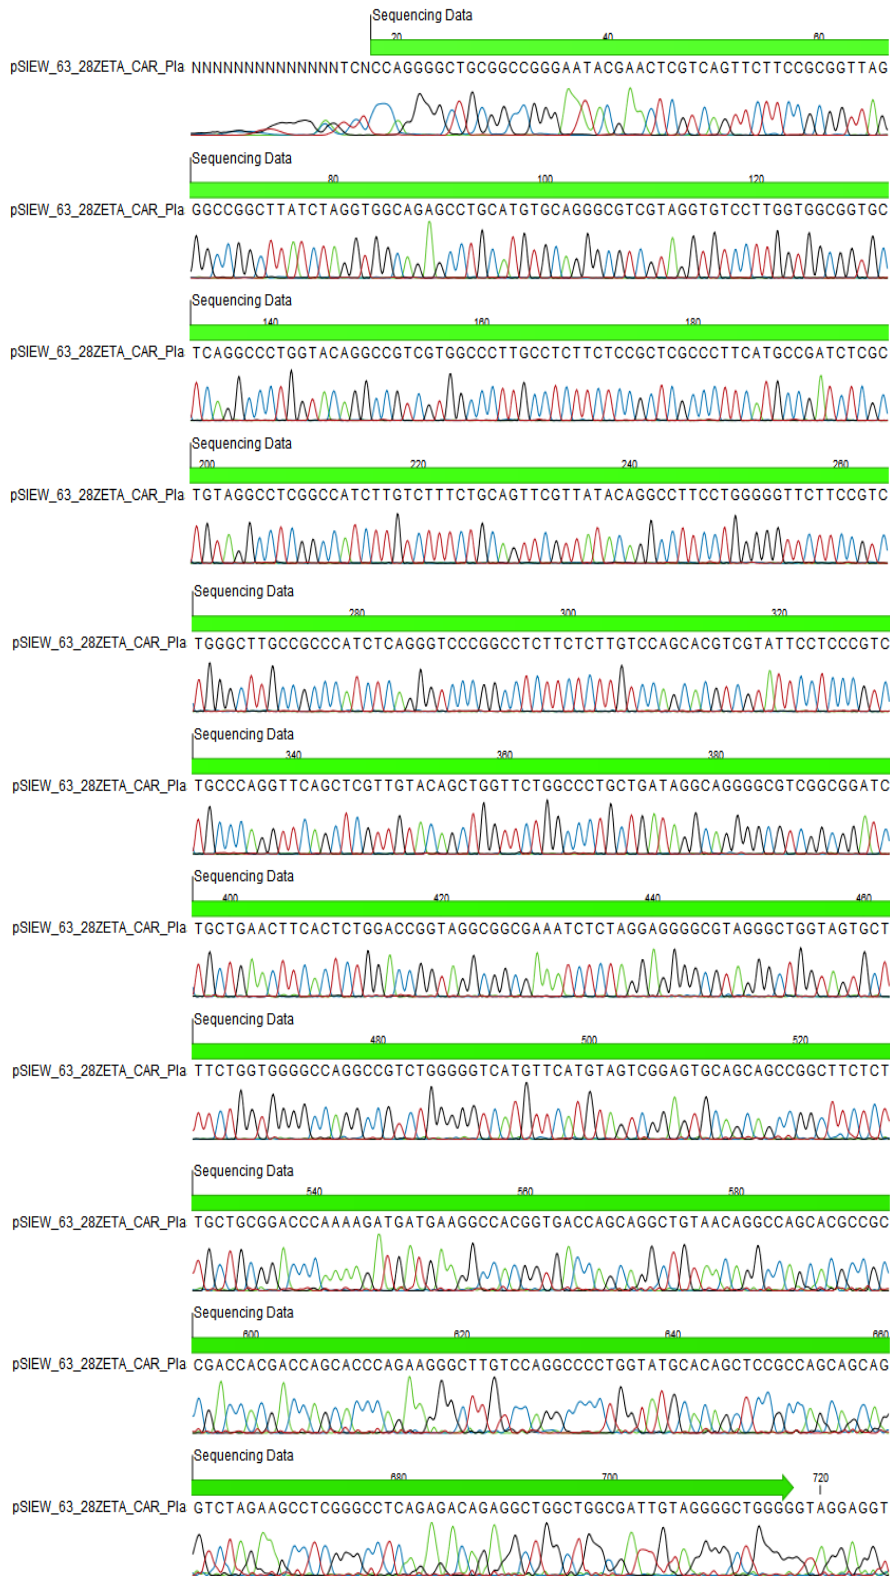 Sequencing Data
20 40 60
pSIEW_63_28ZETA_CAR_Pla NNNNNNNNNNNNNNTCNCCAGGGGCTGCGGCCGGGAATACGAACTCGTCAGTTCTTCCGCGGTTAG
Sequencing Data
80 100 120
pSIEW_63_28ZETA_CAR_Pla GGCCGGCTTATCTAGGTGGCAGAGCCTGCATGTGCAGGGCGTCGTAGGTGTCCTTGGTGGCGGTGC
Sequencing Data
140 160 180
pSIEW_63_28ZETA_CAR_Pla TCAGGCCCTGGTACAGGCCGTCGTGGCCCTTGCCTCTTCTCCGCTCGCCCTTCATGCCGATCTCGC
Sequencing Data
200 220 240 260
pSIEW_63_28ZETA_CAR_Pla TGTAGGCCTCGGCCATCTTGTCTTTCTGCAGTTCGTTATACAGGCCTTCCTGGGGGTTCTTCCGTC
Sequencing Data
280 300 320
pSIEW_63_28ZETA_CAR_Pla TGGGCTTGCCGCCCATCTCAGGGTCCCGGCCTCTTCTCTTGTCCAGCACGTCGTATTCCTCCCGTC
Sequencing Data
340 360 380
pSIEW_63_28ZETA_CAR_Pla TGCCCAGGTTCAGCTCGTTGTACAGCTGGTTCTGGCCCTGCTGATAGGCAGGGGCGTCGGCGGATC
Sequencing Data
400 420 440 460
pSIEW_63_28ZETA_CAR_Pla TGCTGAACTTCACTCTGGACCGGTAGGCGGCGAAATCTCTAGGAGGGGCGTAGGGCTGGTAGTGCT
Sequencing Data
480 500 520
pSIEW_63_28ZETA_CAR_Pla TTCTGGTGGGGCCAGGCCGTCTGGGGGTCATGTTCATGTAGTCGGAGTGCAGCAGCCGGCTTCTCT
Sequencing Data
540 560 580
pSIEW_63_28ZETA_CAR_Pla TGCTGCGGACCCAAAAGATGATGAAGGCCACGGTGACCAGCAGGCTGTAACAGGCCAGCACGCCGC
Sequencing Data
600 620 640 660
pSIEW_63_28ZETA_CAR_Pla CGACCACGACCAGCACCCAGAAGGGCTTGTCCAGGCCCCTGGTATGCACAGCTCCGCCAGCAGCAG
Sequencing Data
680 700 720
pSIEW_63_28ZETA_CAR_Pla GTCTAGAAGCCTCGGGCCTCAGAGACAGAGGCTGGCTGGCGATTGTAGGGGCTGGGGGTAGGAGGT